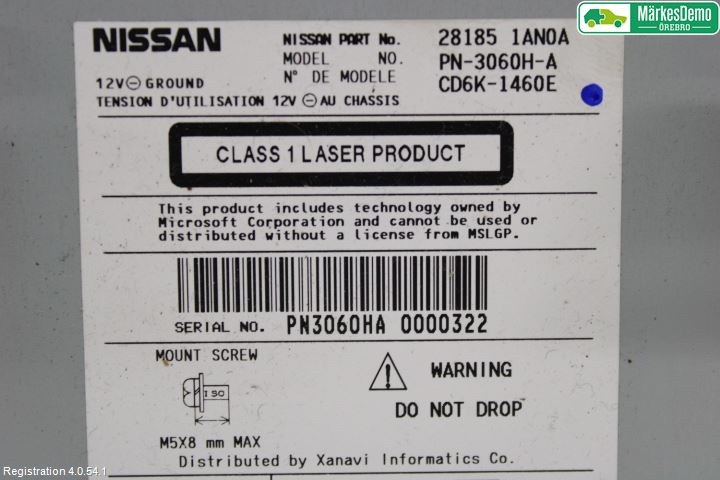 MärkesDemo
ÖREBRO
NISSAN
NISSAN PART No. 28185 1AN0A
MODEL NO. PN-3060H-A
N° DE MODELE CD6K-1460E
12V⊖GROUND
TENSION D'UTILISATION 12V ⊖AU CHASSIS
CLASS 1 LASER PRODUCT
This product includes technology owned by
Microsoft Corporation and cannot be used or
distributed without a license from MSLGP.
SERIAL NO. PN3060HA 0000322
MOUNT SCREW
ISO
M5X8 mm MAX
WARNING
DO NOT DROP
Distributed by Xanavi Informatics Co.
Registration 4.0.54.1